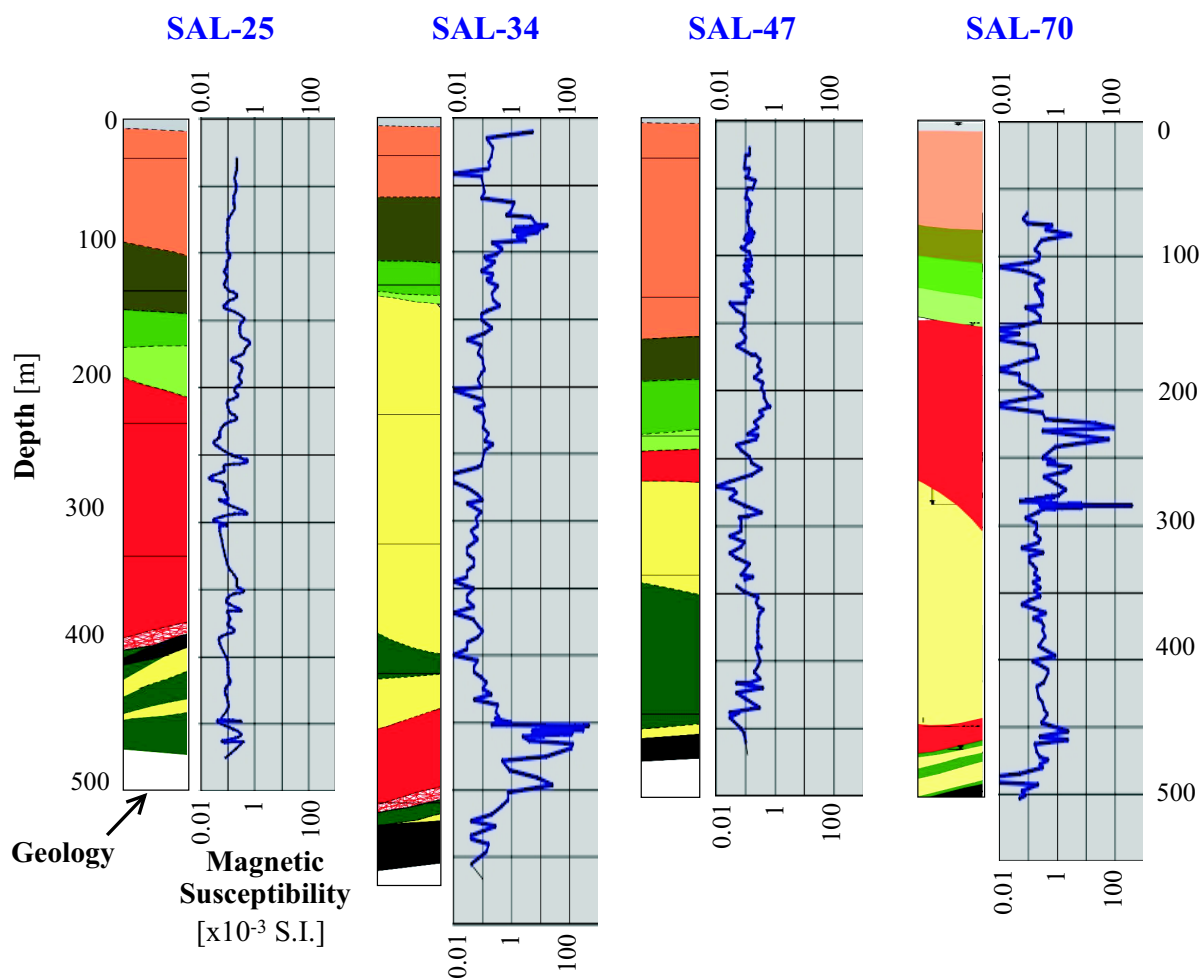 SAL-25 SAL-34 SAL-47 SAL-70
0.01 1 100 0.01 1 100 0.01 1 100 0.01 1 100
0 0
100 100
200 200
300 300
400 400
500 500
Depth [m]
0.01 1 100 0.01 1 100 0.01 1 100 0.01 1 100
Geology
Magnetic
Susceptibility
[x10⁻³ S.I.]